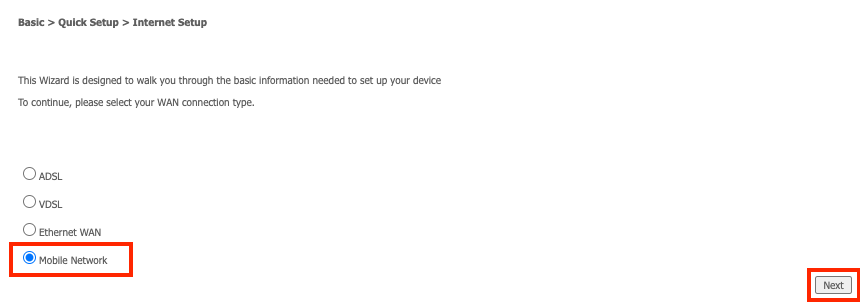 Basic > Quick Setup > Internet Setup
This Wizard is designed to walk you through the basic information needed to set up your device
To continue, please select your WAN connection type.
ADSL
VDSL
Ethernet WAN
Mobile Network
Next